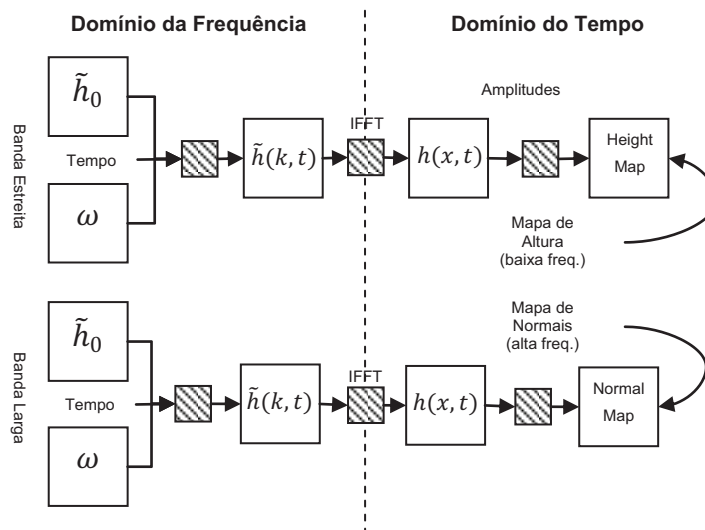 Domínio da Frequência
Domínio do Tempo
Banda Estreita
h̃₀
Tempo
ω
h̃(k, t)
IFFT
h(x, t)
Amplitudes
Height
Map
Mapa de
Altura
(baixa freq.)
Banda Larga
h̃₀
Tempo
ω
h̃(k, t)
IFFT
h(x, t)
Mapa de
Normais
(alta freq.)
Normal
Map